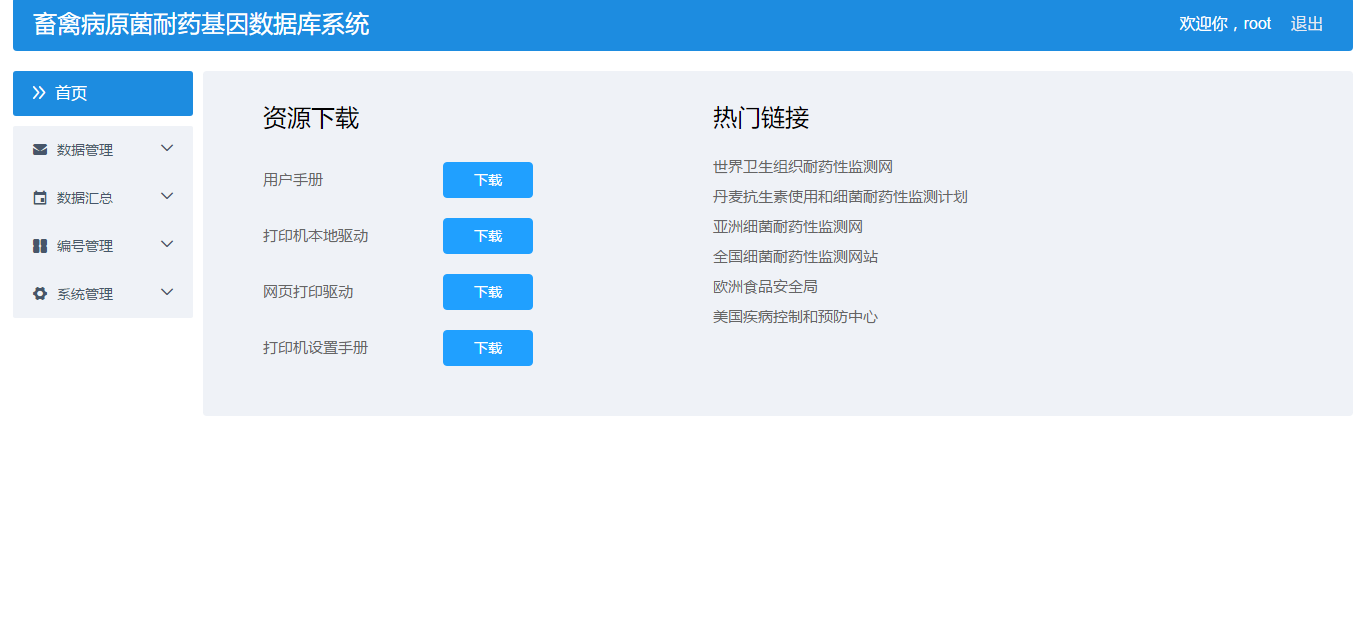 畜禽病原菌耐药基因数据库系统
欢迎你，root 退出
首页
数据管理
数据汇总
编号管理
系统管理
资源下载
用户手册 下载
打印机本地驱动 下载
网页打印驱动 下载
打印机设置手册 下载
热门链接
世界卫生组织耐药性监测网
丹麦抗生素使用和细菌耐药性监测计划
亚洲细菌耐药性监测网
全国细菌耐药性监测网站
欧洲食品安全局
美国疾病控制和预防中心